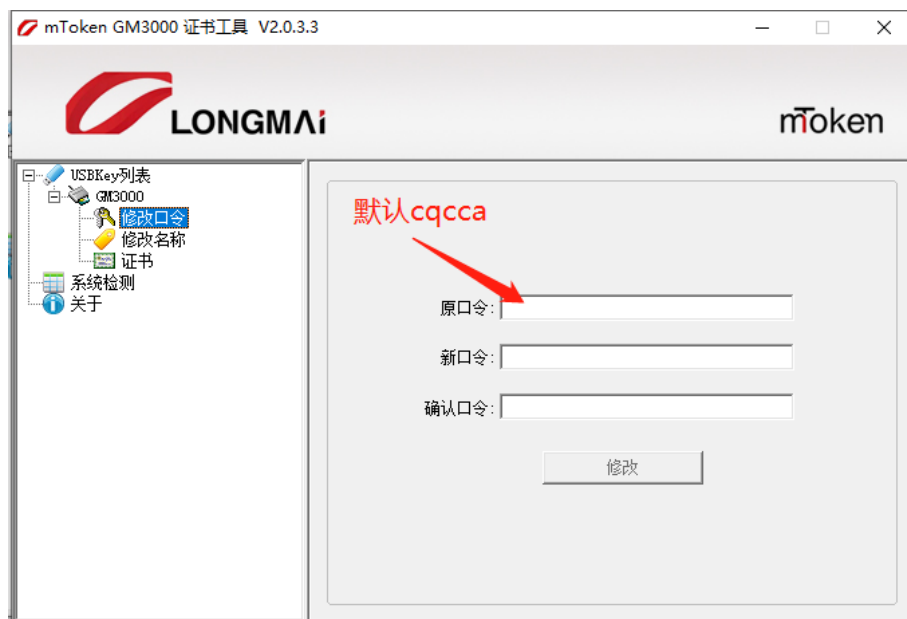 mToken GM3000 证书工具 V2.0.3.3
LONGMAi
mToken
USBKey列表
GM3000
修改口令
修改名称
证书
系统检测
关于
默认cqcca
原口令:
新口令:
确认口令:
修改